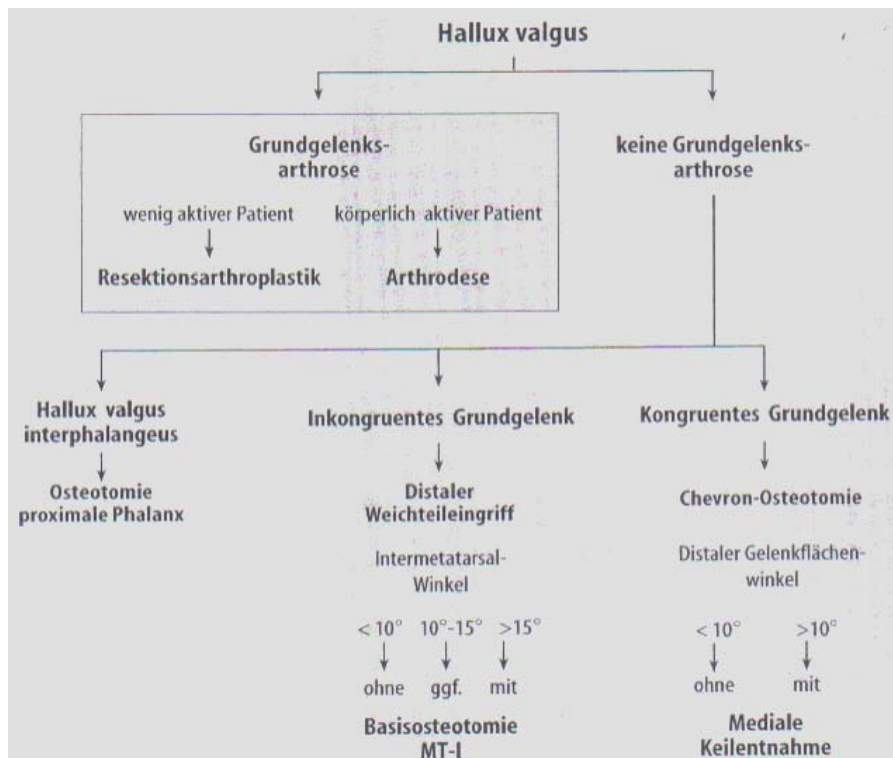 Hallux valgus
Grundgelenks-
arthrose
keine Grundgelenks-
arthrose
wenig aktiver Patient
körperlich aktiver Patient
Resektionsarthroplastik
Arthrodese
Hallux valgus
interphalangeus
Inkongruentes Grundgelenk
Kongruentes Grundgelenk
Osteotomie
proximale Phalanx
Distaler
Weichteileingriff
Chevron-Osteotomie
Intermetatarsal-
Winkel
Distaler Gelenkflächen-
winkel
< 10° 10°-15° >15°
< 10° >10°
ohne ggf. mit
ohne mit
Basisosteotomie
MT-I
Mediale
Keilentnahme